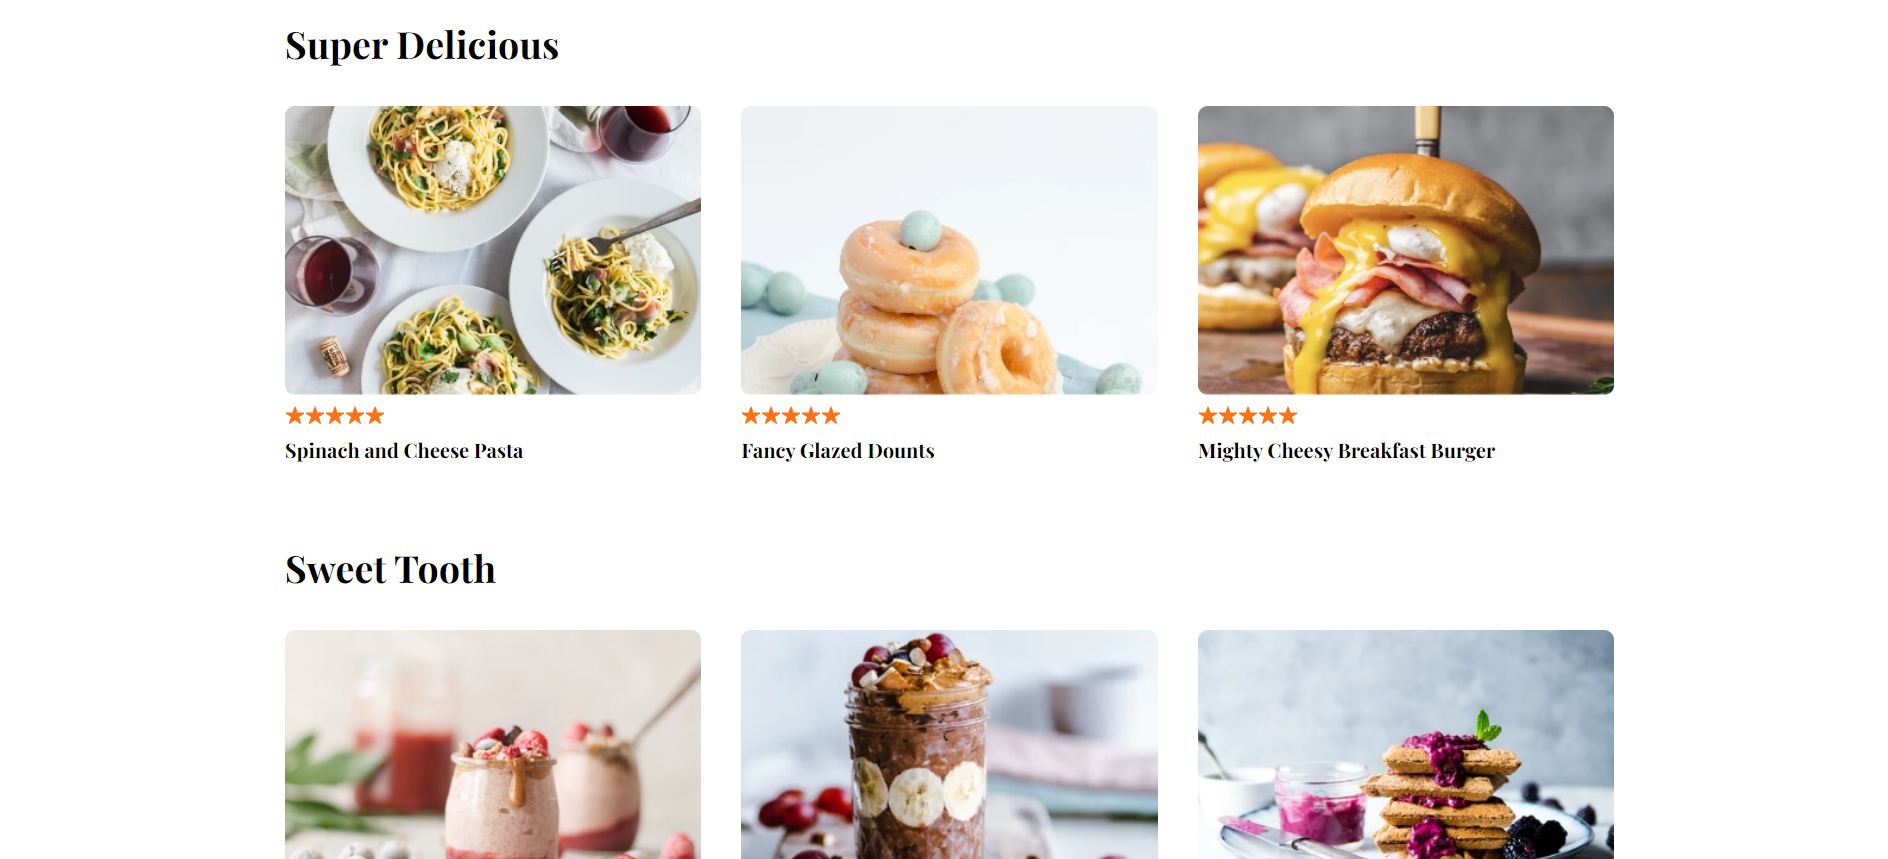 Super Delicious
Spinach and Cheese Pasta
Fancy Glazed Dounts
Mighty Cheesy Breakfast Burger
Sweet Tooth